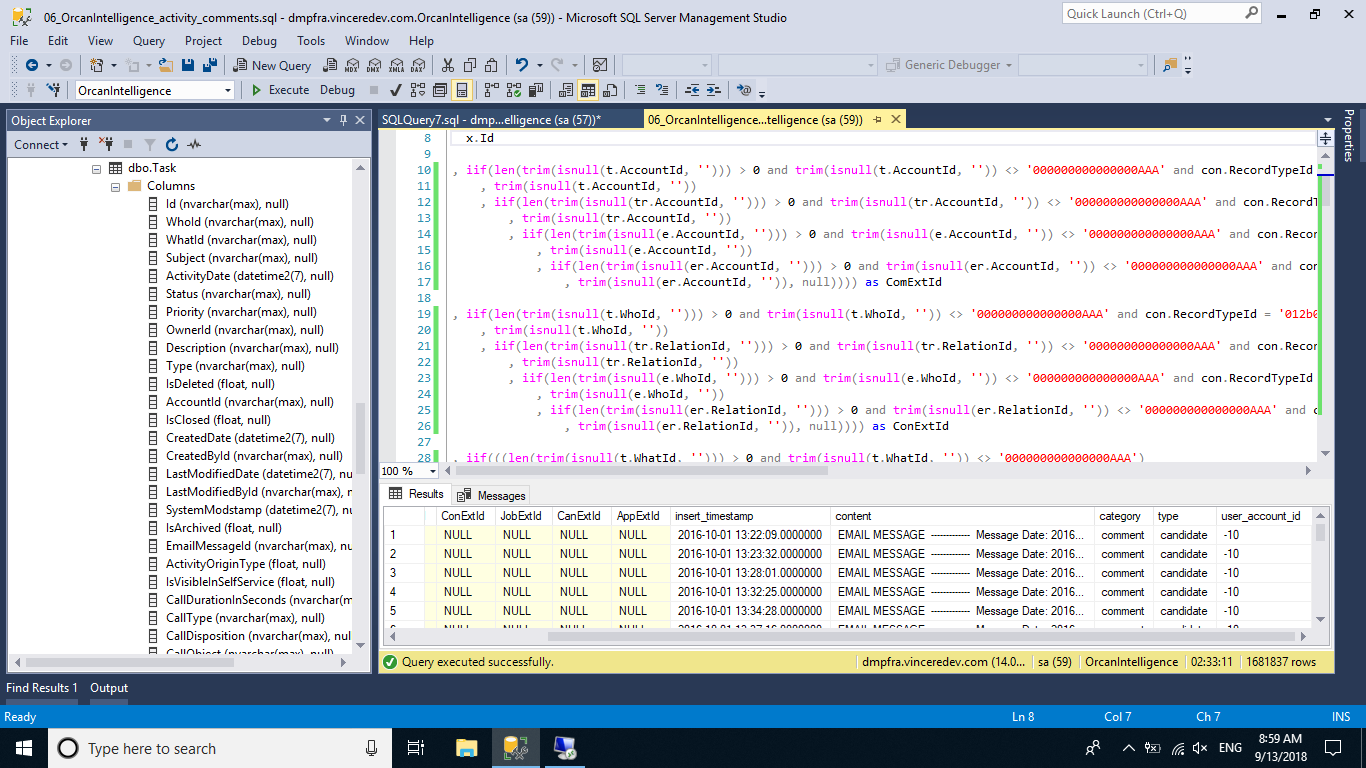 06_OrcanIntelligence_activity_comments.sql - dmpfra.vinceredev.com.OrcanIntelligence (sa (59)) - Microsoft SQL Server Management Studio
Quick Launch (Ctrl+Q)
File Edit View Query Project Debug Tools Window Help
New Query MDX DMX XMLA DAX Generic Debugger
OrcanIntelligence Execute Debug
Object Explorer
Connect
dbo.Task
Columns
Id (nvarchar(max), null)
WhoId (nvarchar(max), null)
WhatId (nvarchar(max), null)
Subject (nvarchar(max), null)
ActivityDate (datetime2(7), null)
Status (nvarchar(max), null)
Priority (nvarchar(max), null)
OwnerId (nvarchar(max), null)
Description (nvarchar(max), null)
Type (nvarchar(max), null)
IsDeleted (float, null)
AccountId (nvarchar(max), null)
IsClosed (float, null)
CreatedDate (datetime2(7), null)
CreatedById (nvarchar(max), null)
LastModifiedDate (datetime2(7), null)
LastModifiedById (nvarchar(max), n
SystemModstamp (datetime2(7), null)
IsArchived (float, null)
EmailMessageId (nvarchar(max), null)
ActivityOriginType (float, null)
IsVisibleInSelfService (float, null)
CallDurationInSeconds (nvarchar(m
CallType (nvarchar(max), null)
CallDisposition (nvarchar(max), nul
CallObject (nvarchar(max), null)
SQLQuery7.sql - dmp...elligence (sa (57))*
06_OrcanIntelligence...telligence (sa (59))
8 x.Id
9
10 , iif(len(trim(isnull(t.AccountId, ''))) > 0 and trim(isnull(t.AccountId, '')) <> '000000000000000AAA' and con.RecordTypeId
11 , trim(isnull(t.AccountId, ''))
12 , iif(len(trim(isnull(tr.AccountId, ''))) > 0 and trim(isnull(tr.AccountId, '')) <> '000000000000000AAA' and con.RecordT
13 , trim(isnull(tr.AccountId, ''))
14 , iif(len(trim(isnull(e.AccountId, ''))) > 0 and trim(isnull(e.AccountId, '')) <> '000000000000000AAA' and con.Recor
15 , trim(isnull(e.AccountId, ''))
16 , iif(len(trim(isnull(er.AccountId, ''))) > 0 and trim(isnull(er.AccountId, '')) <> '000000000000000AAA' and con
17 , trim(isnull(er.AccountId, '')), null)))) as ComExtId
18
19 , iif(len(trim(isnull(t.WhoId, ''))) > 0 and trim(isnull(t.WhoId, '')) <> '000000000000000AAA' and con.RecordTypeId = '012b0
20 , trim(isnull(t.WhoId, ''))
21 , iif(len(trim(isnull(tr.RelationId, ''))) > 0 and trim(isnull(tr.RelationId, '')) <> '000000000000000AAA' and con.Recor
22 , trim(isnull(tr.RelationId, ''))
23 , iif(len(trim(isnull(e.WhoId, ''))) > 0 and trim(isnull(e.WhoId, '')) <> '000000000000000AAA' and con.RecordTypeId
24 , trim(isnull(e.WhoId, ''))
25 , iif(len(trim(isnull(er.RelationId, ''))) > 0 and trim(isnull(er.RelationId, '')) <> '000000000000000AAA' and c
26 , trim(isnull(er.RelationId, '')), null)))) as ConExtId
27
28 , iif(((len(trim(isnull(t.WhatId, ''))) > 0 and trim(isnull(t.WhatId, '')) <> '000000000000000AAA')
100 %
Results Messages
ConExtId JobExtId CanExtId AppExtId insert_timestamp content category type user_account_id
1 NULL NULL NULL NULL 2016-10-01 13:22:09.0000000 EMAIL MESSAGE ------------- Message Date: 2016... comment candidate -10
2 NULL NULL NULL NULL 2016-10-01 13:23:32.0000000 EMAIL MESSAGE ------------- Message Date: 2016... comment candidate -10
3 NULL NULL NULL NULL 2016-10-01 13:28:01.0000000 EMAIL MESSAGE ------------- Message Date: 2016... comment candidate -10
4 NULL NULL NULL NULL 2016-10-01 13:32:25.0000000 EMAIL MESSAGE ------------- Message Date: 2016... comment candidate -10
5 NULL NULL NULL NULL 2016-10-01 13:34:28.0000000 EMAIL MESSAGE ------------- Message Date: 2016... comment candidate -10
Query executed successfully. dmpfra.vinceredev.com (14.0... sa (59) OrcanIntelligence 02:33:11 1681837 rows
Properties
Find Results 1 Output
Ready Ln 8 Col 7 Ch 7 INS
Type here to search
ENG
8:59 AM
9/13/2018